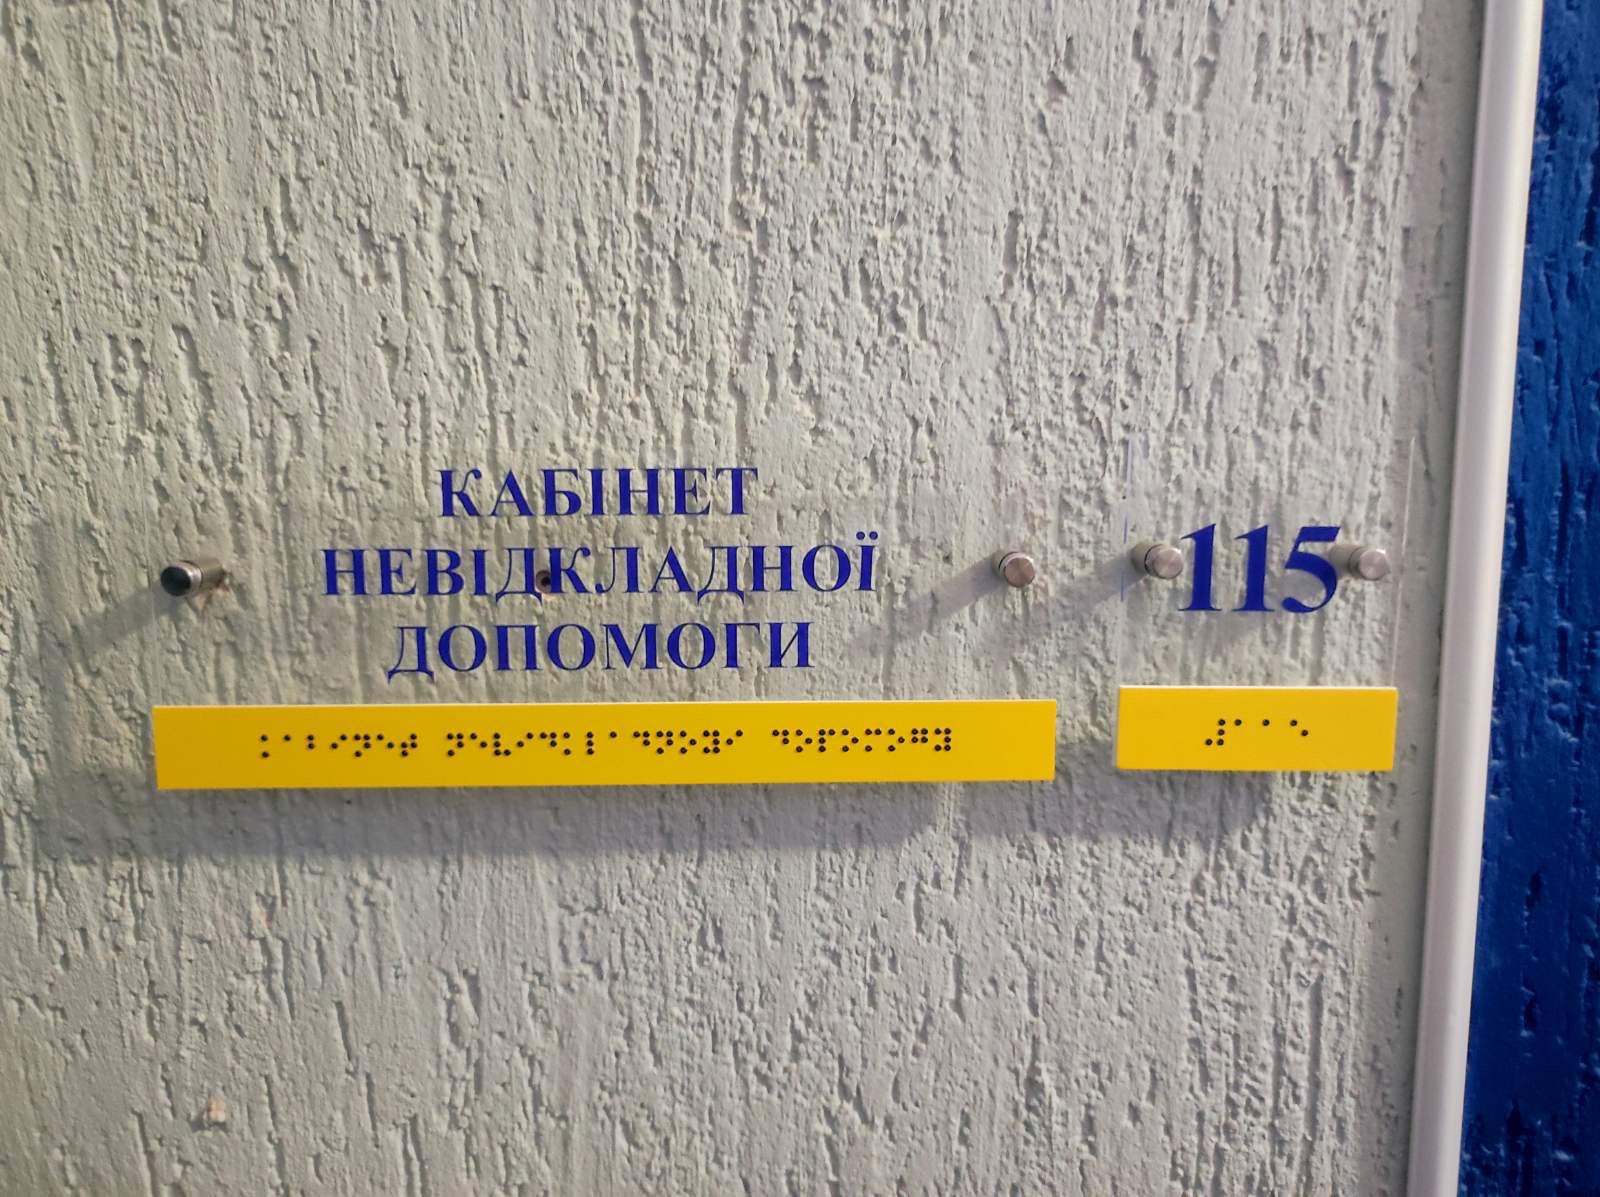 КАБІНЕТ
НЕВІДКЛАДНОЇ
ДОПОМОГИ
115